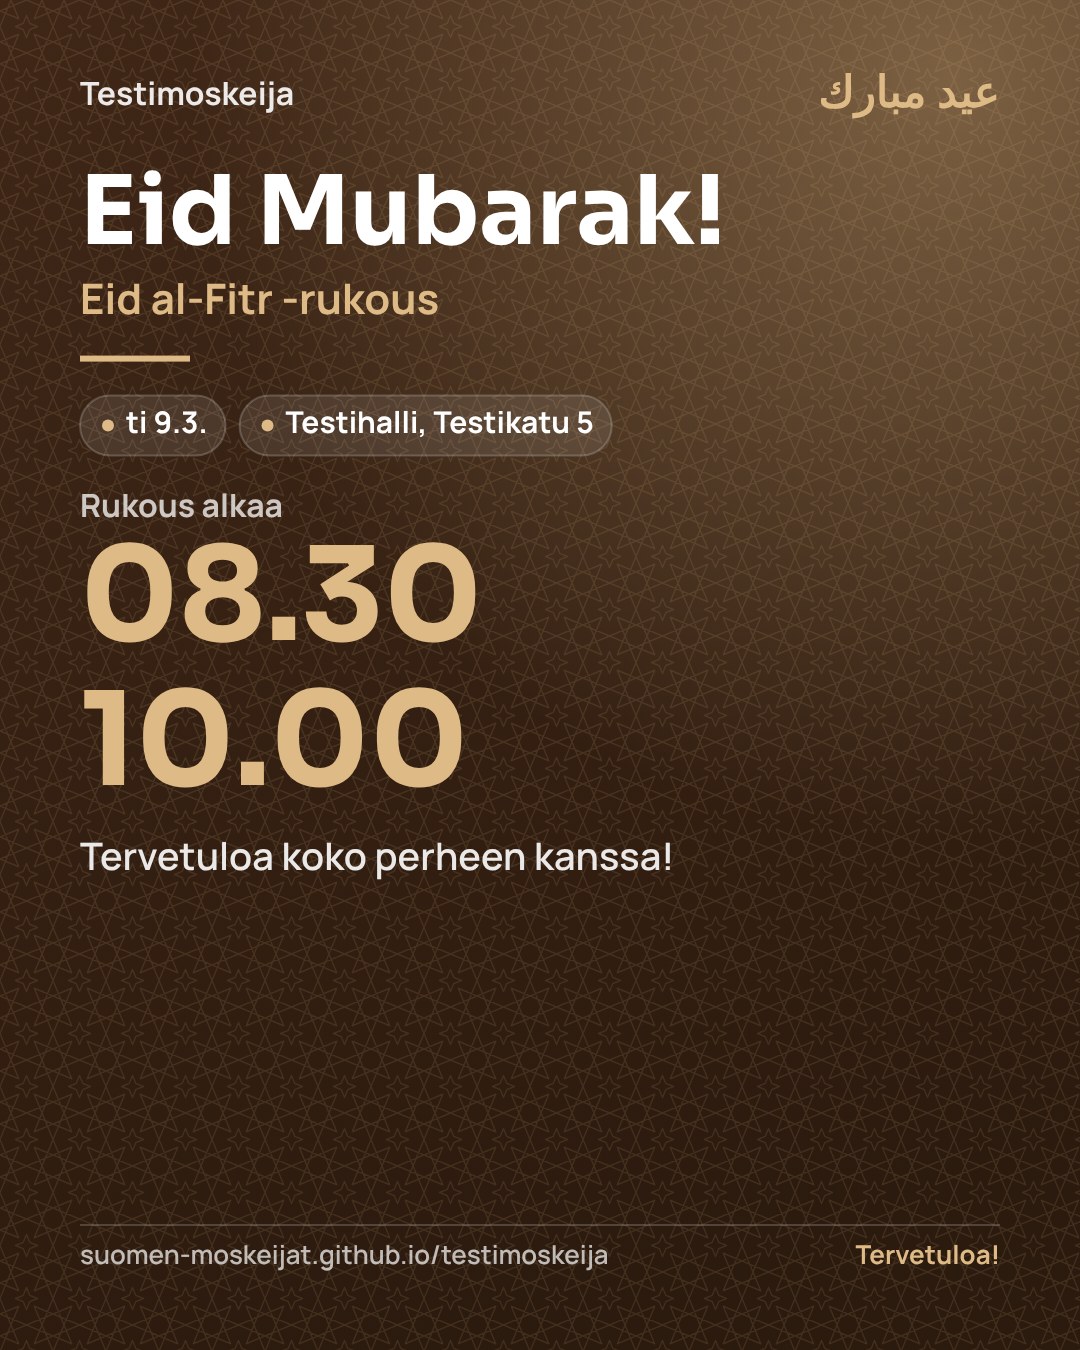 Testimoskeija
عيد مبارك
Eid Mubarak!
Eid al-Fitr -rukous
ti 9.3.
Testihalli, Testikatu 5
Rukous alkaa
08.30
10.00
Tervetuloa koko perheen kanssa!
suomen-moskeijat.github.io/testimoskeija
Tervetuloa!